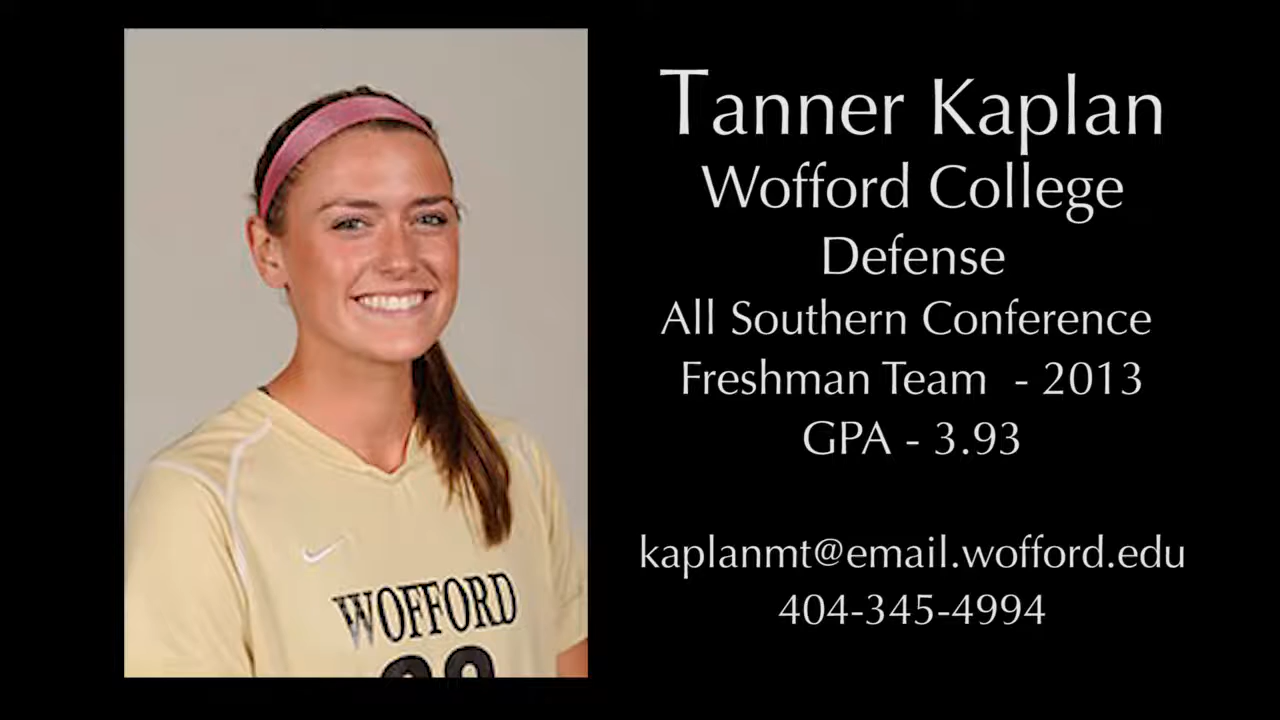 Tanner Kaplan
Wofford College
Defense
All Southern Conference
Freshman Team - 2013
GPA - 3.93
kaplanmt@email.wofford.edu
404-345-4994
WOFFORD